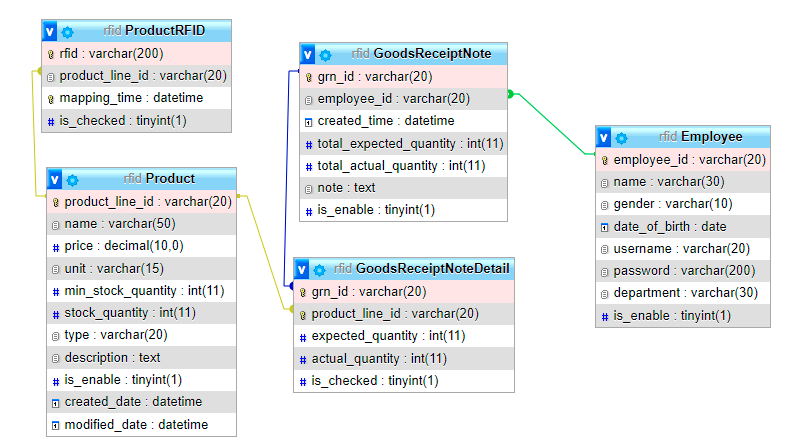 v rfid ProductRFID
rfid : varchar(200)
product_line_id : varchar(20)
mapping_time : datetime
# is_checked : tinyint(1)
v rfid Product
product_line_id : varchar(20)
name : varchar(50)
# price : decimal(10,0)
unit : varchar(15)
# min_stock_quantity : int(11)
# stock_quantity : int(11)
type : varchar(20)
description : text
# is_enable : tinyint(1)
created_date : datetime
modified_date : datetime
v rfid GoodsReceiptNote
grn_id : varchar(20)
employee_id : varchar(20)
created_time : datetime
# total_expected_quantity : int(11)
# total_actual_quantity : int(11)
note : text
# is_enable : tinyint(1)
v rfid GoodsReceiptNoteDetail
grn_id : varchar(20)
product_line_id : varchar(20)
# expected_quantity : int(11)
# actual_quantity : int(11)
# is_checked : tinyint(1)
v rfid Employee
employee_id : varchar(20)
name : varchar(30)
gender : varchar(10)
date_of_birth : date
username : varchar(20)
password : varchar(200)
department : varchar(30)
# is_enable : tinyint(1)